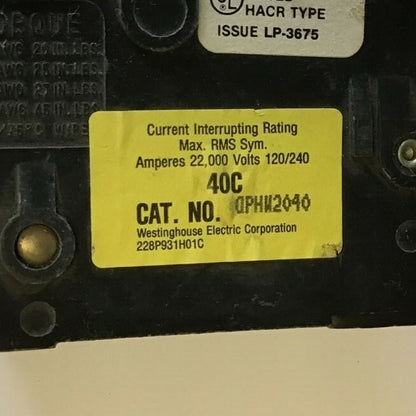 HACR TYPE
ISSUE LP-3675
Current Interrupting Rating
Max. RMS Sym.
Amperes 22,000 Volts 120/240
40C
CAT. NO. QPHW2040
Westinghouse Electric Corporation
228P931H01C